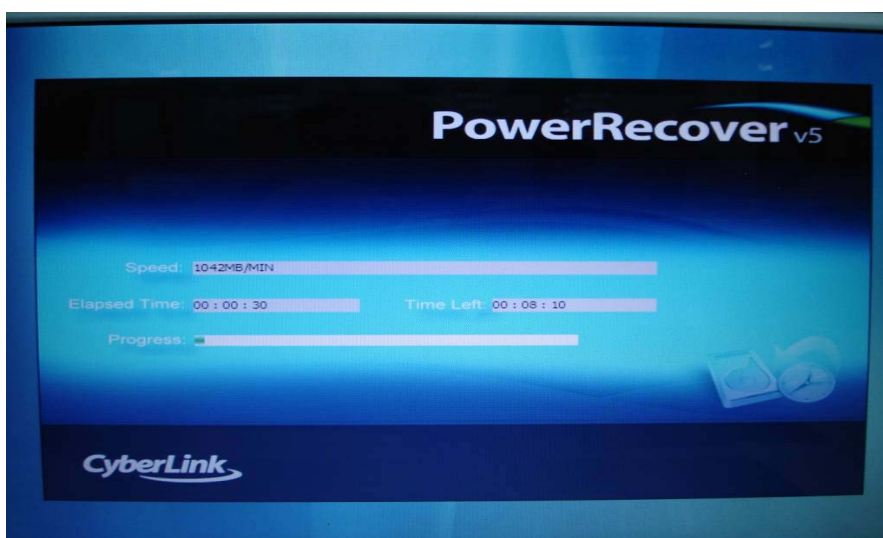 PowerRecover v5
Speed: 1042MB/MIN
Elapsed Time: 00 : 00 : 30 Time Left: 00 : 08 : 10
Progress:
CyberLink